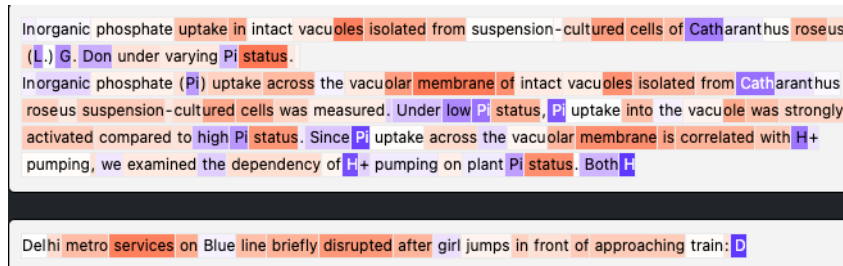 Inorganic phosphate uptake in intact vacuoles isolated from suspension-cultured cells of Catharanthus roseus
(L.) G. Don under varying Pi status.
Inorganic phosphate (Pi) uptake across the vacuolar membrane of intact vacuoles isolated from Catharanthus
roseus suspension-cultured cells was measured. Under low Pi status, Pi uptake into the vacuole was strongly
activated compared to high Pi status. Since Pi uptake across the vacuolar membrane is correlated with H+
pumping, we examined the dependency of H+ pumping on plant Pi status. Both H
Delhi metro services on Blue line briefly disrupted after girl jumps in front of approaching train: D